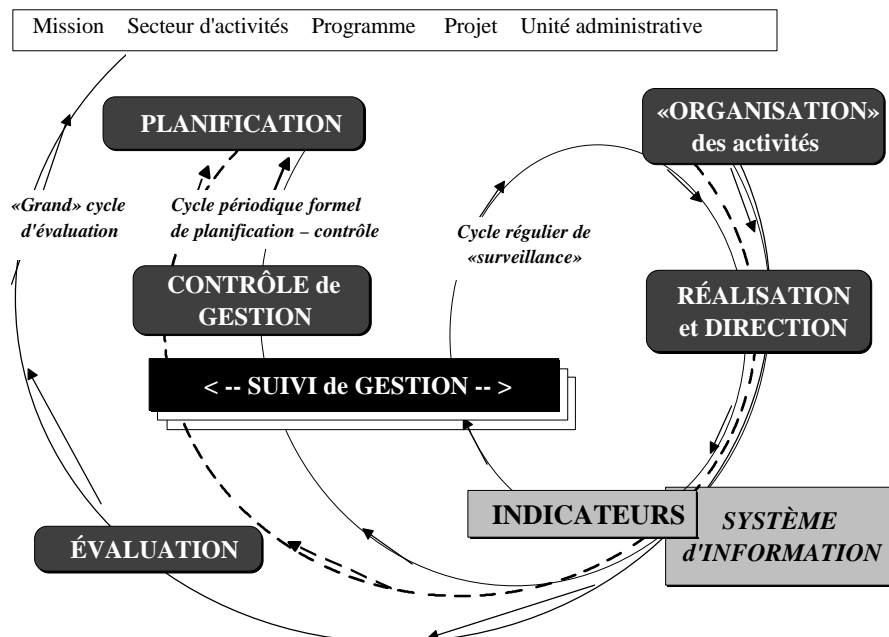 Mission Secteur d'activités Programme Projet Unité administrative
PLANIFICATION
«ORGANISATION»
des activités
«Grand» cycle
d'évaluation
Cycle périodique formel
de planification – contrôle
Cycle régulier de
«surveillance»
CONTRÔLE de
GESTION
RÉALISATION
et DIRECTION
< -- SUIVI de GESTION -- >
INDICATEURS
SYSTÈME
d'INFORMATION
ÉVALUATION